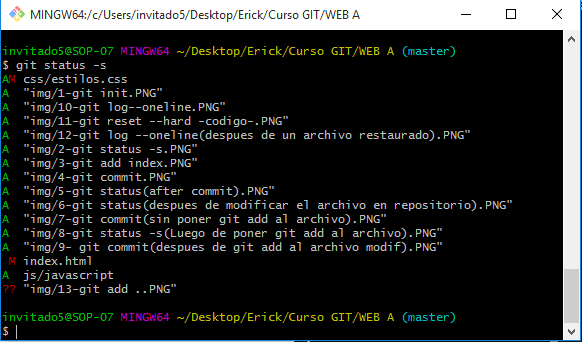 MINGW64:/c/Users/invitado5/Desktop/Erick/Curso GIT/WEB A
invitado5@SOP-07 MINGW64 ~/Desktop/Erick/Curso GIT/WEB A (master)
$ git status -s
AM css/estilos.css
A  "img/1-git init.PNG"
A  "img/10-git log--oneline.PNG"
A  "img/11-git reset --hard -codigo-.PNG"
A  "img/12-git log --oneline(despues de un archivo restaurado).PNG"
A  "img/2-git status -s.PNG"
A  "img/3-git add index.PNG"
A  "img/4-git commit.PNG"
A  "img/5-git status(after commit).PNG"
A  "img/6-git status(despues de modificar el archivo en repositorio).PNG"
A  "img/7-git commit(sin poner git add al archivo).PNG"
A  "img/8-git status -s(Luego de poner git add al archivo).PNG"
A  "img/9- git commit(despues de git add al archivo modif).PNG"
 M index.html
A  js/javascript
?? "img/13-git add ..PNG"
invitado5@SOP-07 MINGW64 ~/Desktop/Erick/Curso GIT/WEB A (master)
$